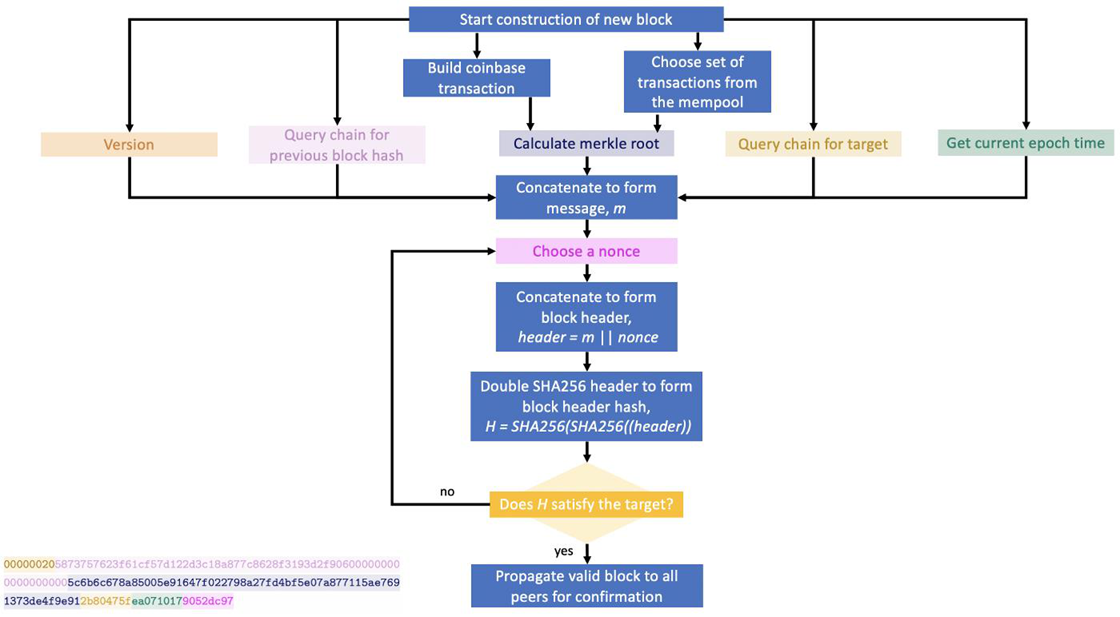 Start construction of new block
Build coinbase
transaction
Choose set of
transactions from
the mempool
Version
Query chain for
previous block hash
Calculate merkle root
Query chain for target
Get current epoch time
Concatenate to form
message, m
Choose a nonce
Concatenate to form
block header,
header = m || nonce
Double SHA256 header to form
block header hash,
H = SHA256(SHA256((header))
no
Does H satisfy the target?
yes
Propagate valid block to all
peers for confirmation
000000205873757623f61cf57d122d3c18a877c8628f3193d2f90600000000
00000000005c6b6c678a85005e91647f022798a27fd4bf5e07a877115ae769
1373de4f9e912b80475fea0710179052dc97